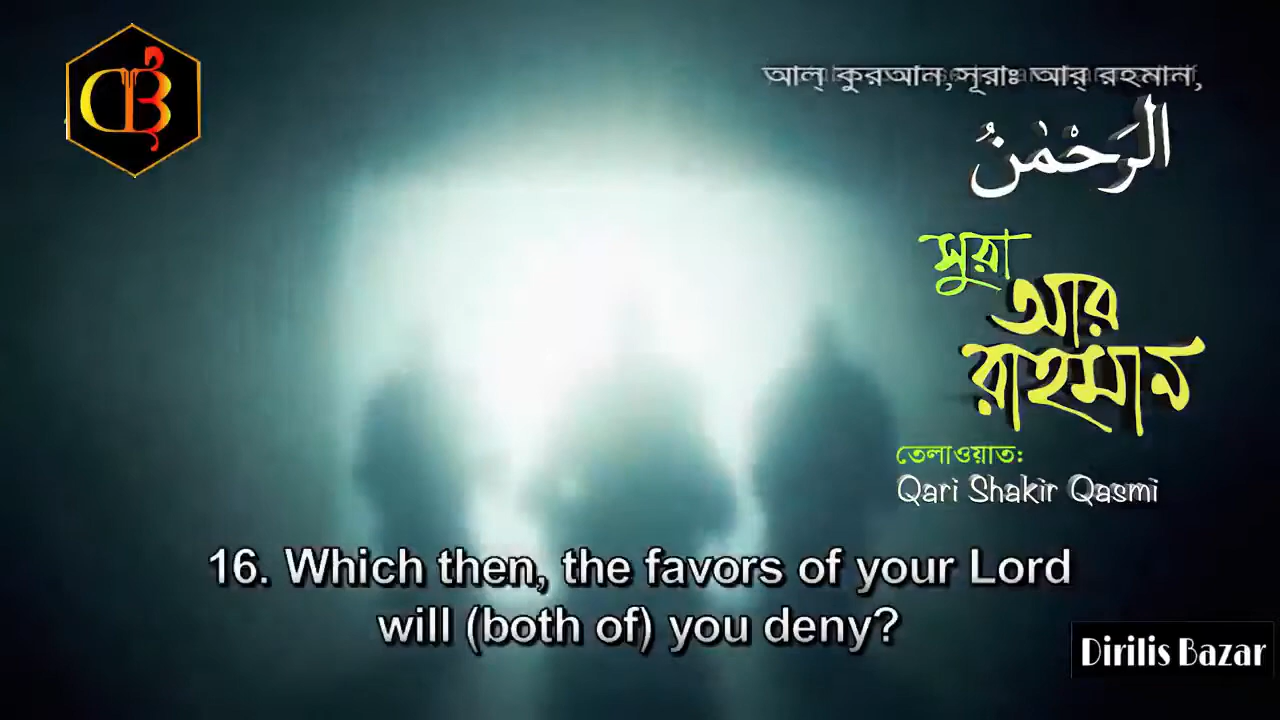 আল্ কুরআন,সূরাঃ আর্ রহমান,
الرَحْمٰنُ
সুরা
আর
রাহমান
তেলাওয়াত:
Qari Shakir Qasmi
16. Which then, the favors of your Lord
will (both of) you deny?
Dirilis Bazar